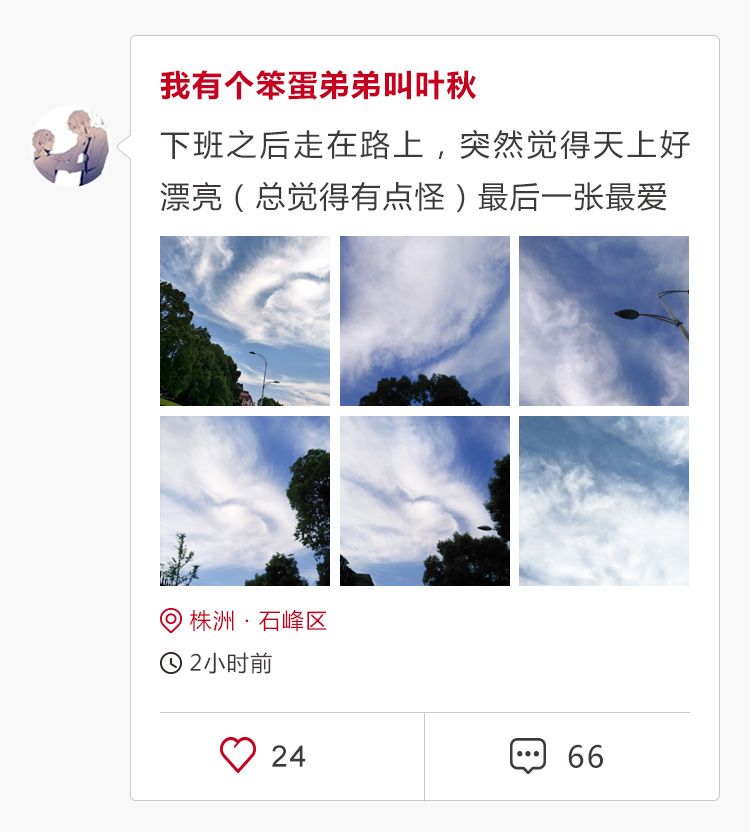 我有个笨蛋弟弟叫叶秋
下班之后走在路上，突然觉得天上好
漂亮（总觉得有点怪）最后一张最爱
株洲·石峰区
2小时前
24
66